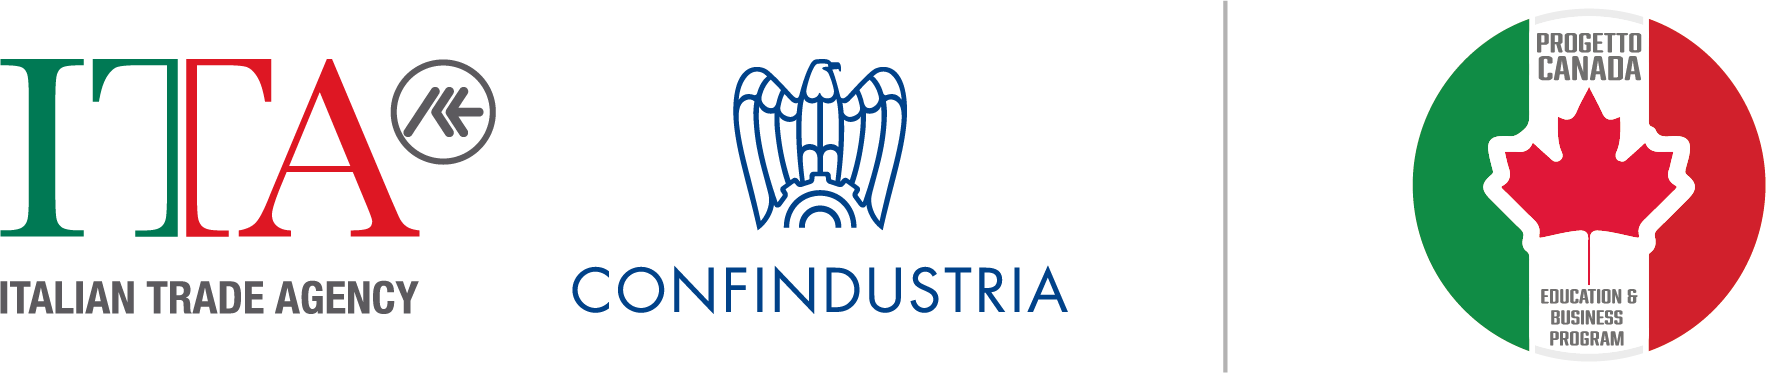 ITA
ITALIAN TRADE AGENCY
CONFINDUSTRIA
PROGETTO
CANADA
EDUCATION &
BUSINESS
PROGRAM